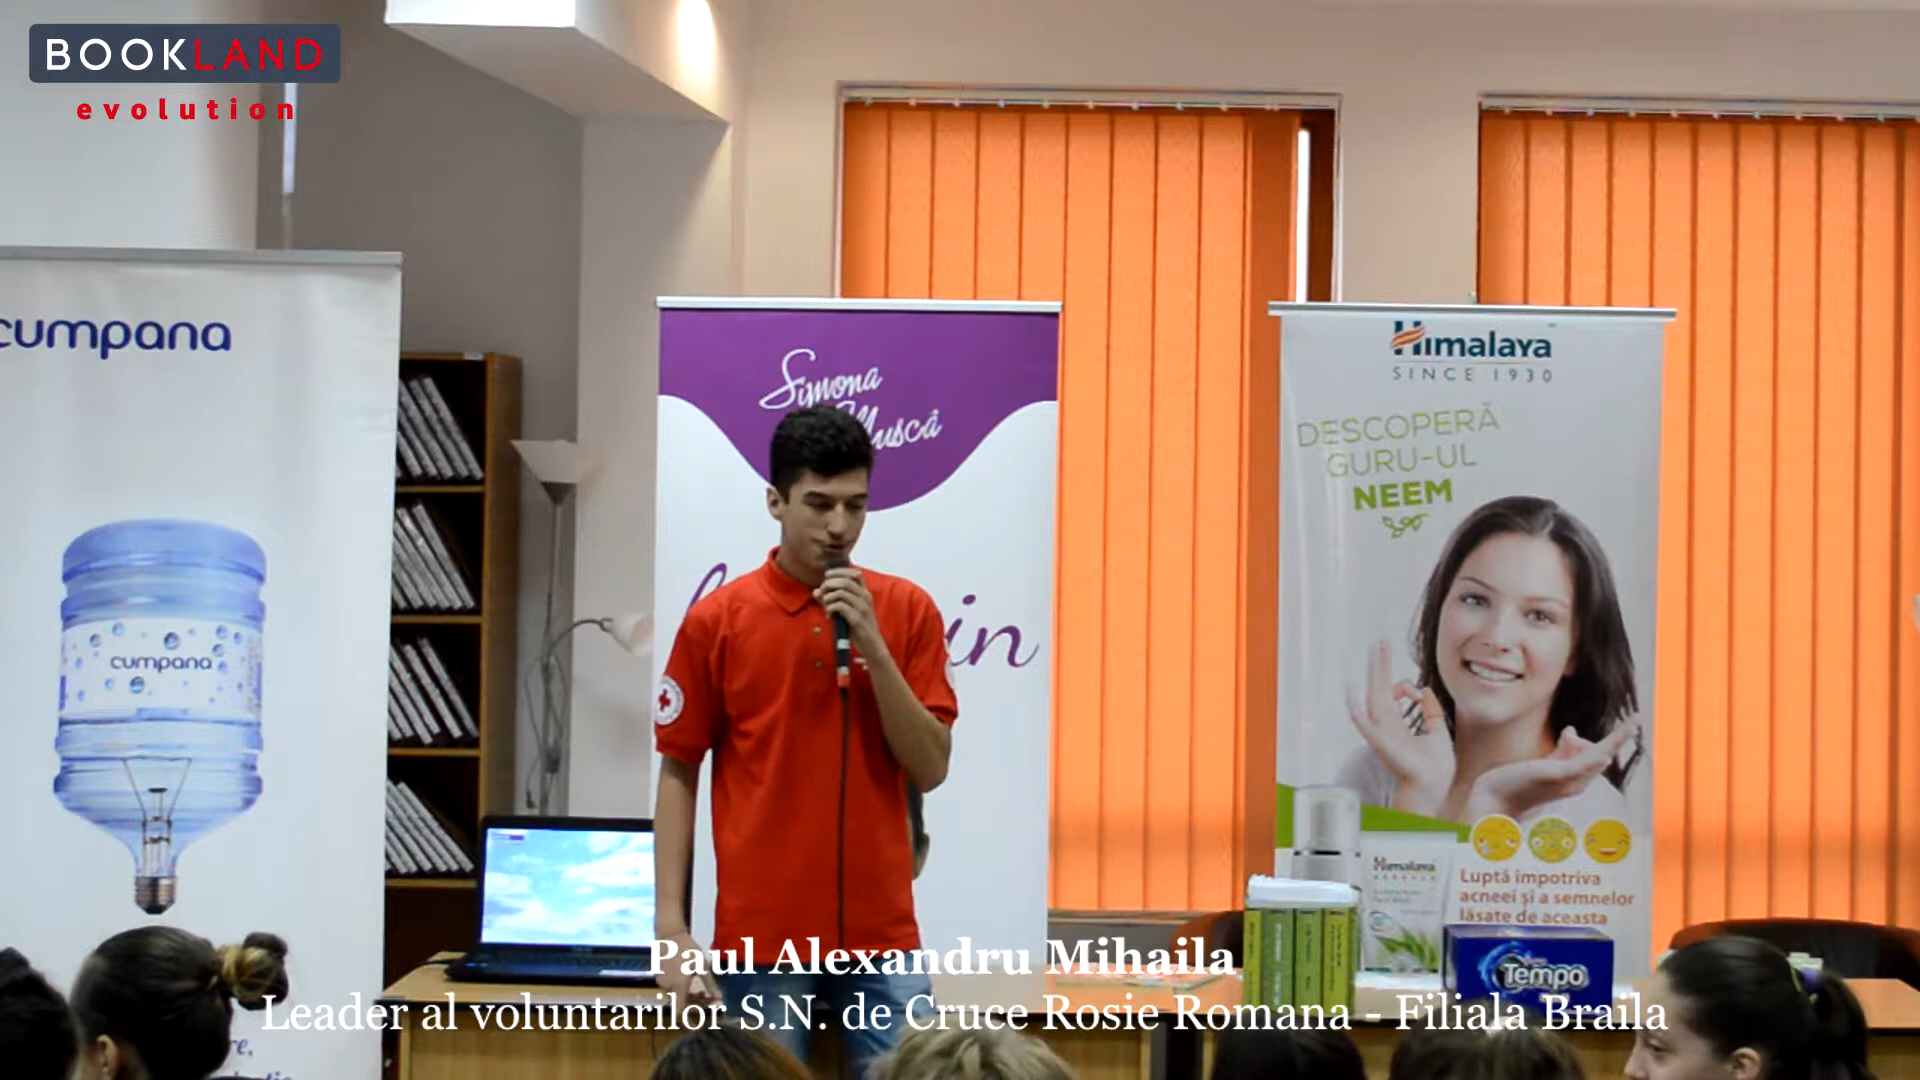 BOOKLAND
evolution
cumpana
cumpana
Simona
Muscă
in
Himalaya
SINCE 1930
DESCOPERĂ
GURU-UL
NEEM
Himalaya
Luptă împotriva
acneei și a semnelor
lăsate de aceasta
Tempo
Paul Alexandru Mihaila
Leader al voluntarilor S.N. de Cruce Rosie Romana - Filiala Braila